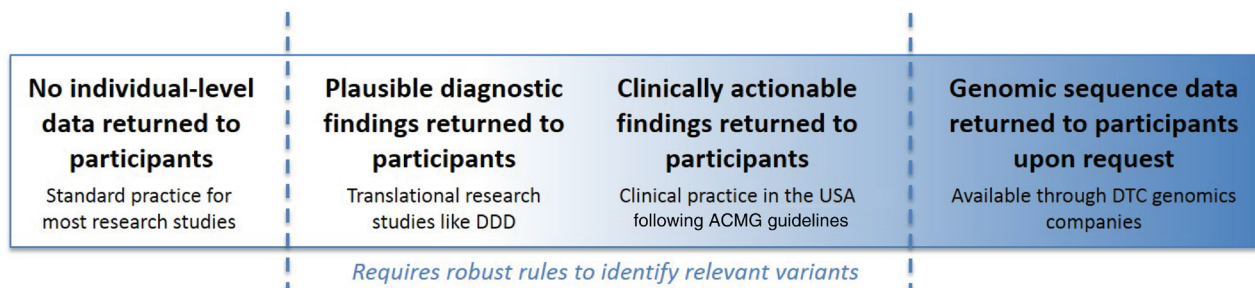 No individual-level
data returned to
participants
Standard practice for
most research studies
Plausible diagnostic
findings returned to
participants
Translational research
studies like DDD
Clinically actionable
findings returned to
participants
Clinical practice in the USA
following ACMG guidelines
Genomic sequence data
returned to participants
upon request
Available through DTC genomics
companies
Requires robust rules to identify relevant variants